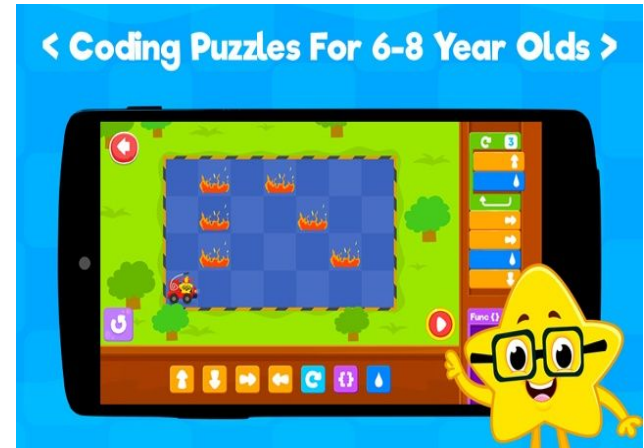 < Coding Puzzles For 6-8 Year Olds >
3
Func {}
{}